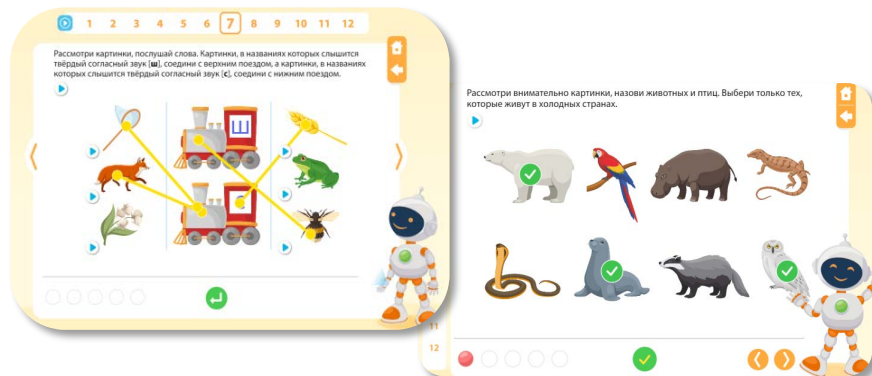 1 2 3 4 5 6 7 8 9 10 11 12
Рассмотри картинки, послушай слова. Картинки, в названиях которых слышится
твёрдый согласный звук [ш], соедини с верхним поездом, а картинки, в названиях
которых слышится твёрдый согласный звук [с], соедини с нижним поездом.
Ш
Рассмотри внимательно картинки, назови животных и птиц. Выбери только тех,
которые живут в холодных странах.
11
12